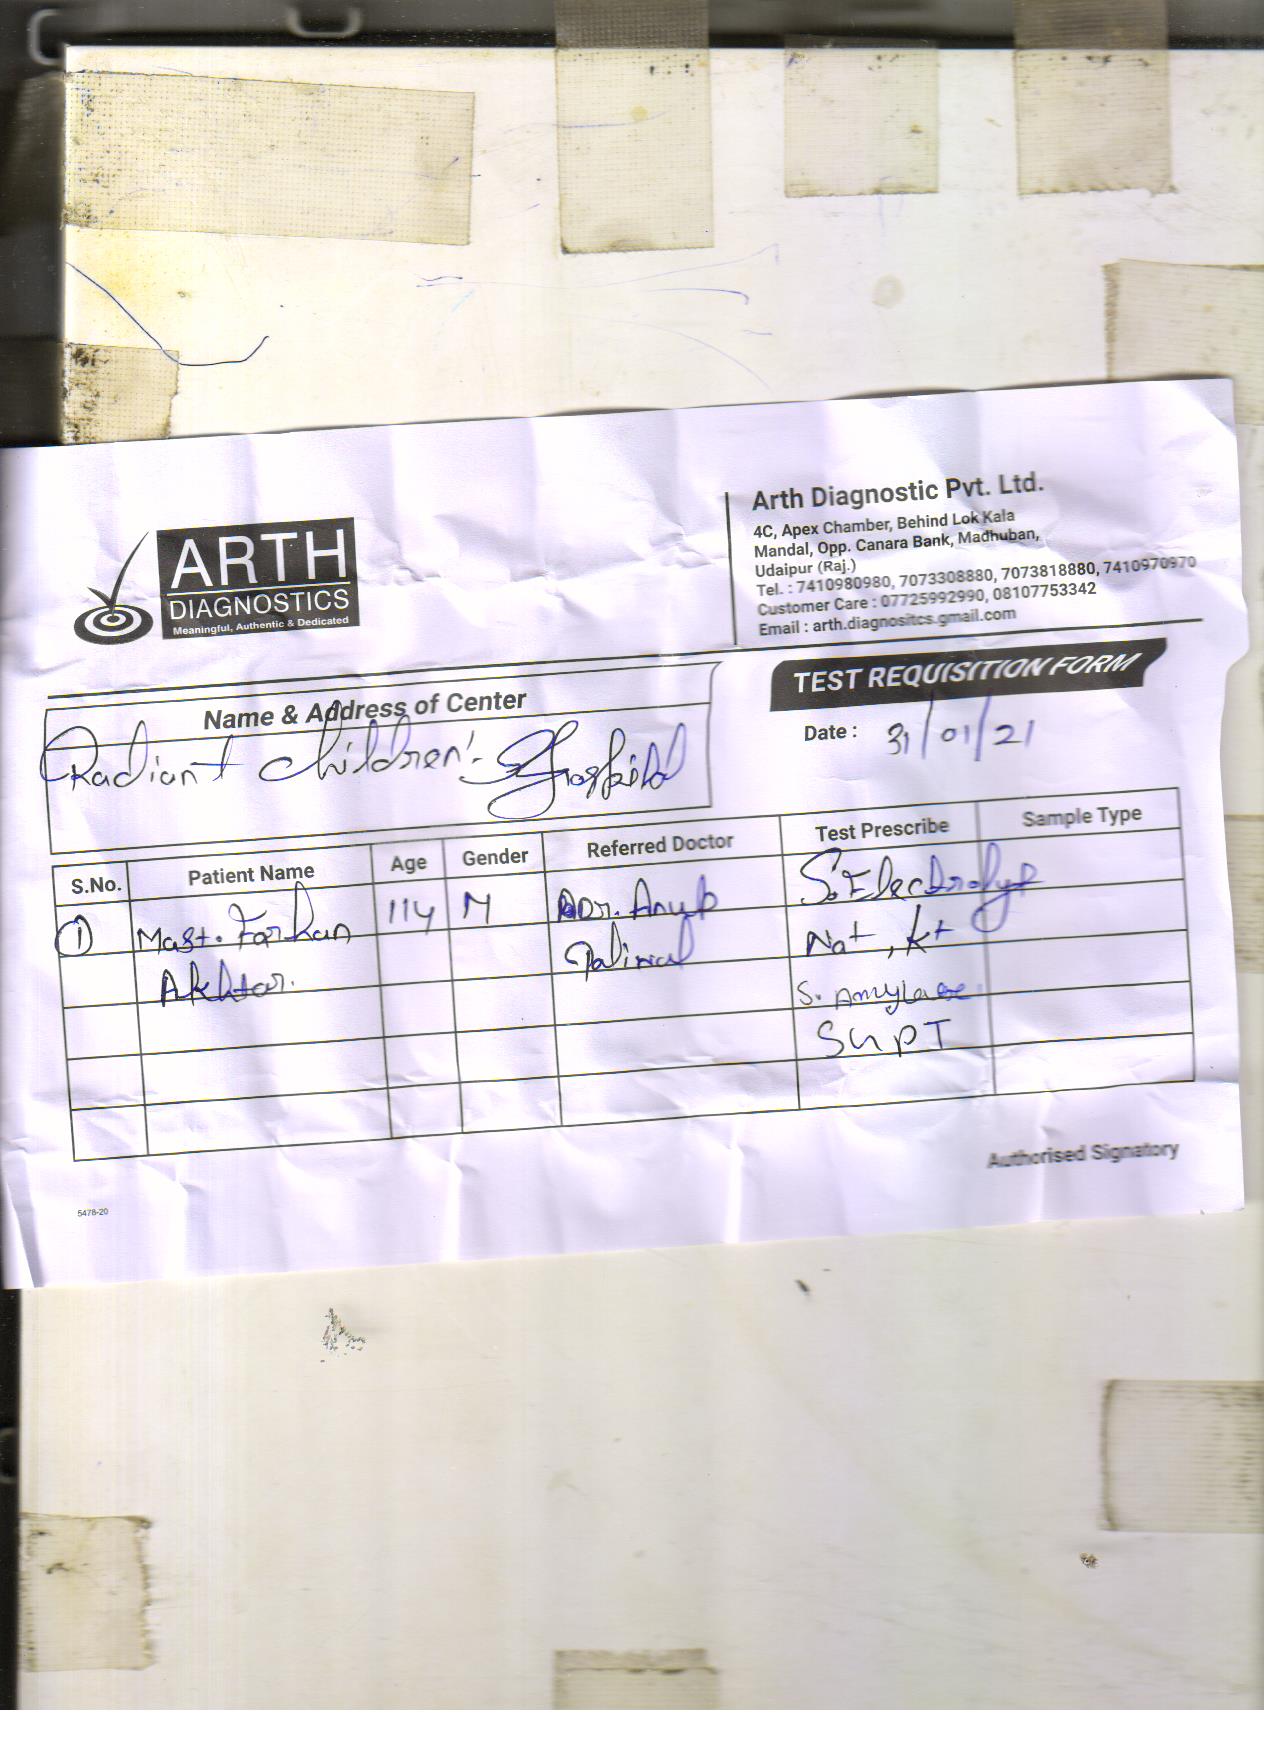 ARTH
DIAGNOSTICS
Meaningful, Authentic & Dedicated
Arth Diagnostic Pvt. Ltd.
4C, Apex Chamber, Behind Lok Kala
Mandal, Opp. Canara Bank, Madhuban,
Udaipur (Raj.)
Tel. : 7410980980, 7073308880, 7073818880, 7410970970
Customer Care : 07725992990, 08107753342
Email : arth.diagnositcs.gmail.com
TEST REQUISITION FORM
Name & Address of Center
Date : 31/01/21
Radiant Children's Hospital
S.No. Patient Name Age Gender Referred Doctor Test Prescribe Sample Type
1 Mast. Farhan 11Y M Dr. Anup S. Electrolyte
Akhtar. Paliwal Na+, K+
S. Amylase
SGPT
Authorised Signatory
5478-20